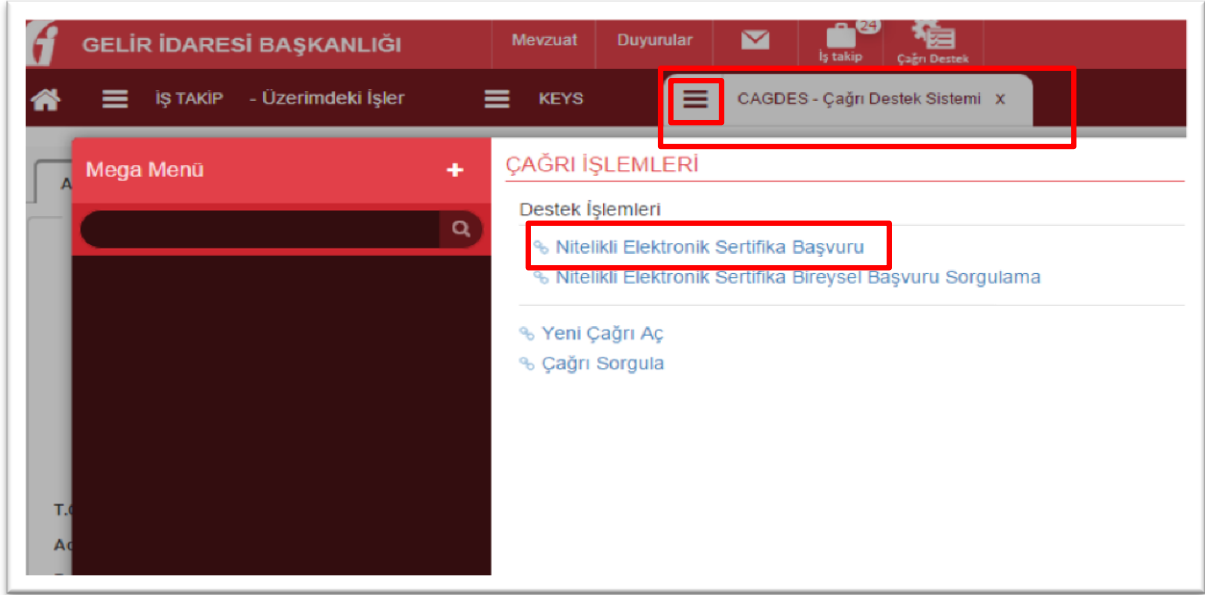 GELİR İDARESİ BAŞKANLIĞI
Mevzuat
Duyurular
24
İş takip
Çağrı Destek
İŞ TAKİP - Üzerimdeki İşler
KEYS
CAGDES - Çağrı Destek Sistemi x
Mega Menü +
ÇAĞRI İŞLEMLERİ
Destek İşlemleri
Nitelikli Elektronik Sertifika Başvuru
Nitelikli Elektronik Sertifika Bireysel Başvuru Sorgulama
Yeni Çağrı Aç
Çağrı Sorgula